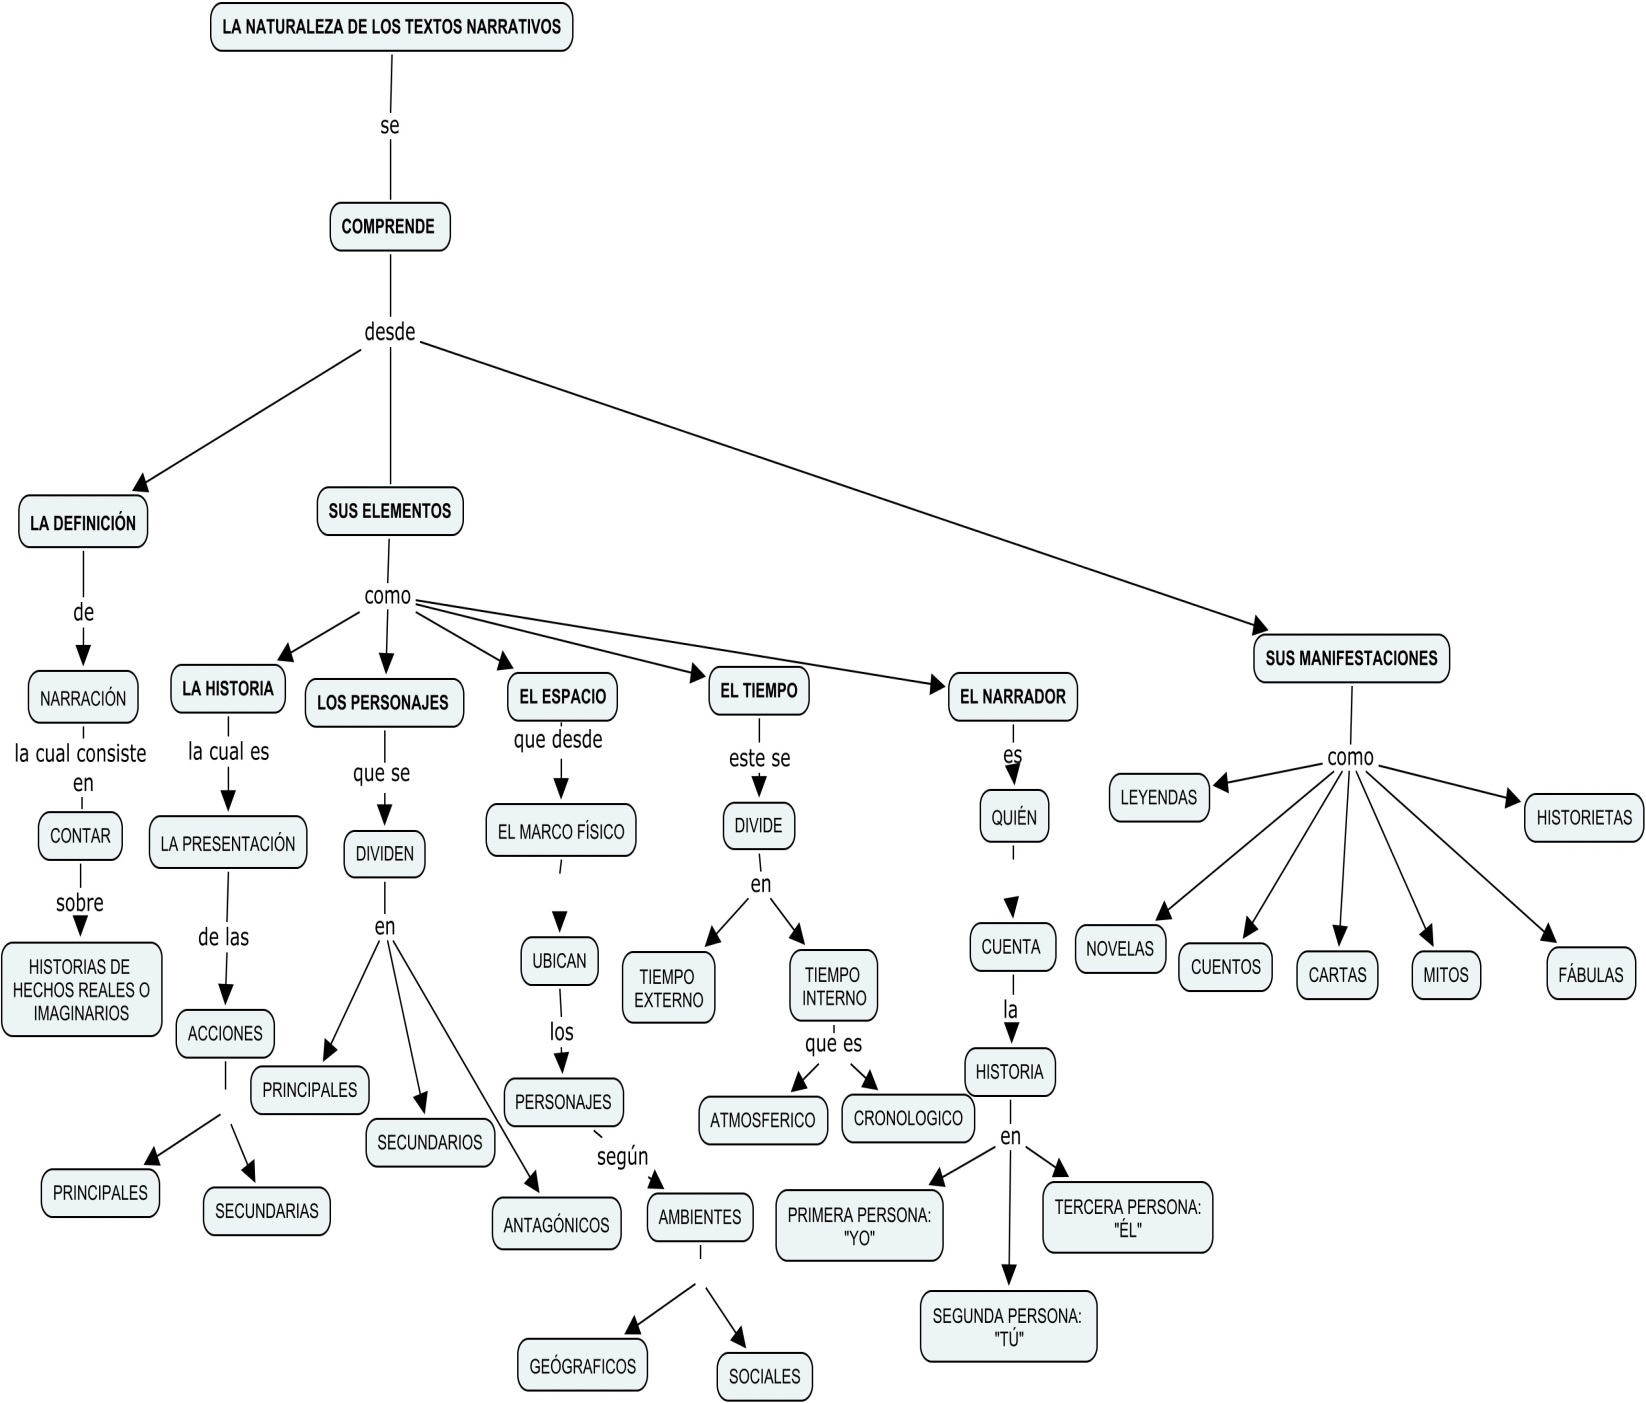 LA NATURALEZA DE LOS TEXTOS NARRATIVOS
se
COMPRENDE
desde
LA DEFINICIÓN
de
NARRACIÓN
la cual consiste
en
CONTAR
sobre
HISTORIAS DE
HECHOS REALES O
IMAGINARIOS
SUS ELEMENTOS
como
LA HISTORIA
la cual es
LA PRESENTACIÓN
de las
ACCIONES
PRINCIPALES
SECUNDARIAS
LOS PERSONAJES
que se
DIVIDEN
en
PRINCIPALES
SECUNDARIOS
ANTAGÓNICOS
EL ESPACIO
que desde
EL MARCO FÍSICO
UBICAN
los
PERSONAJES
según
AMBIENTES
GEÓGRAFICOS
SOCIALES
EL TIEMPO
este se
DIVIDE
en
TIEMPO
EXTERNO
TIEMPO
INTERNO
que es
ATMOSFERICO
CRONOLOGICO
EL NARRADOR
es
QUIÉN
CUENTA
la
HISTORIA
en
PRIMERA PERSONA:
"YO"
SEGUNDA PERSONA:
"TÚ"
TERCERA PERSONA:
"ÉL"
SUS MANIFESTACIONES
como
LEYENDAS
NOVELAS
CUENTOS
CARTAS
MITOS
FÁBULAS
HISTORIETAS